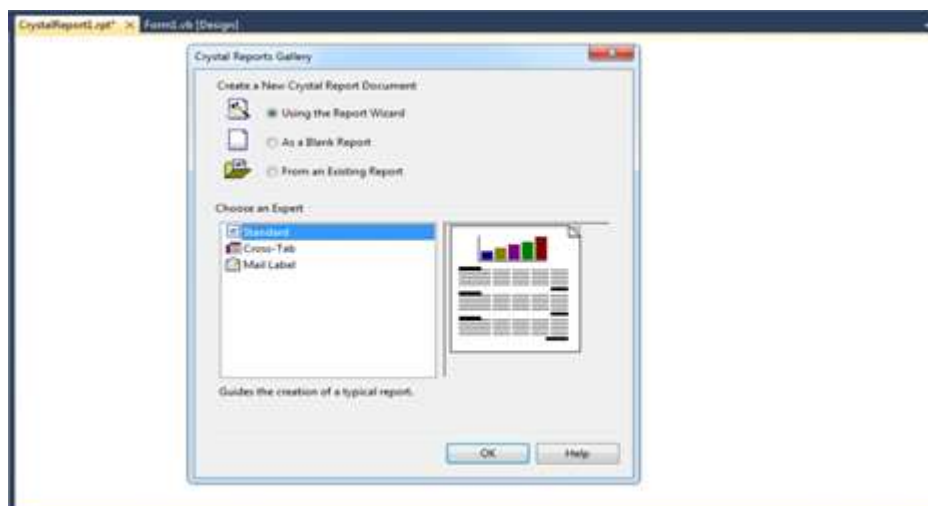 CrystalReport1.rpt* × Form1.vb [Design]
Crystal Reports Gallery
Create a New Crystal Report Document
Using the Report Wizard
As a Blank Report
From an Existing Report
Choose an Expert
Standard
Cross-Tab
Mail Label
Guides the creation of a typical report.
OK Help